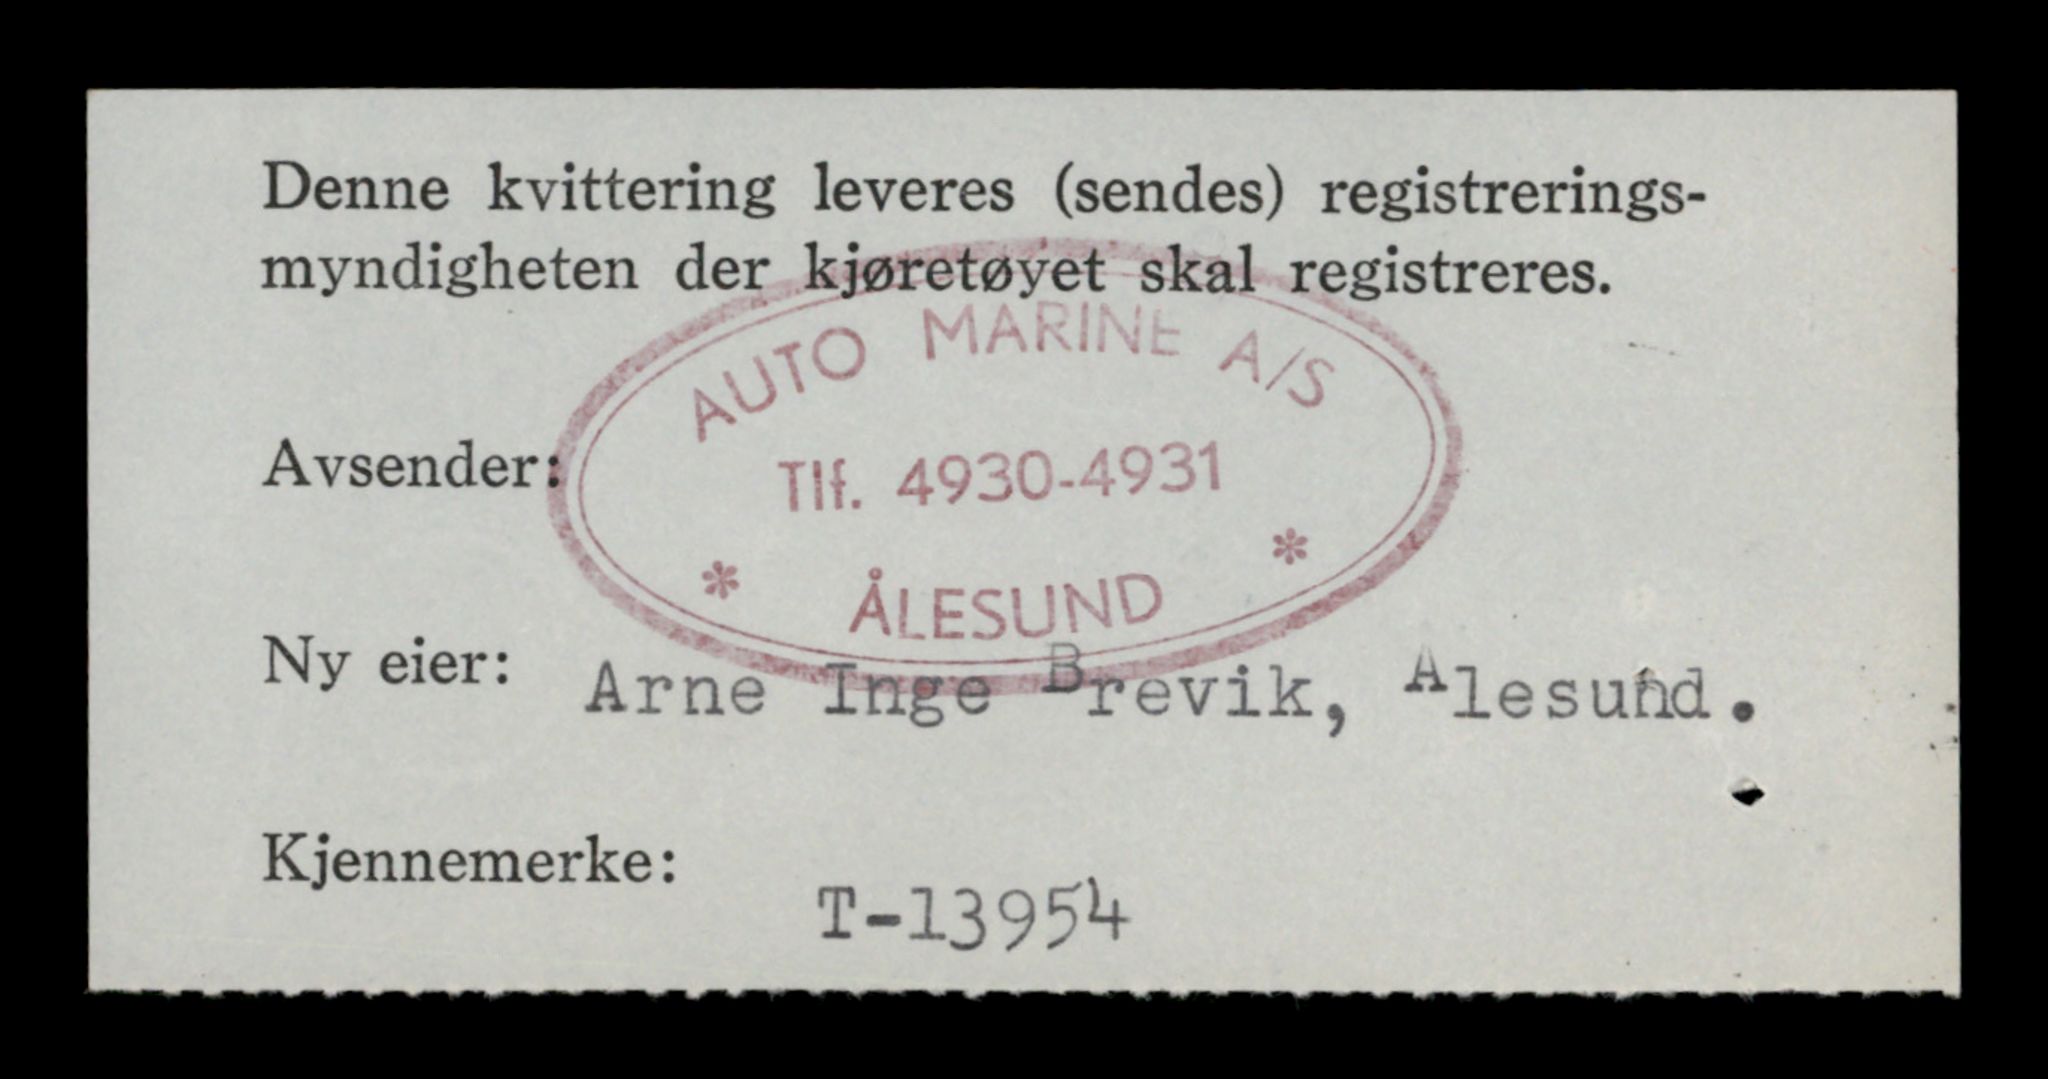 Denne kvittering leveres (sendes) registrerings-
myndigheten der kjøretøyet skal registreres.
AUTO MARINE A/S
Avsender:
Tlf. 4930-4931
* ÅLESUND *
Ny eier: Arne Inge Brevik, Alesund.
Kjennemerke: T-13954